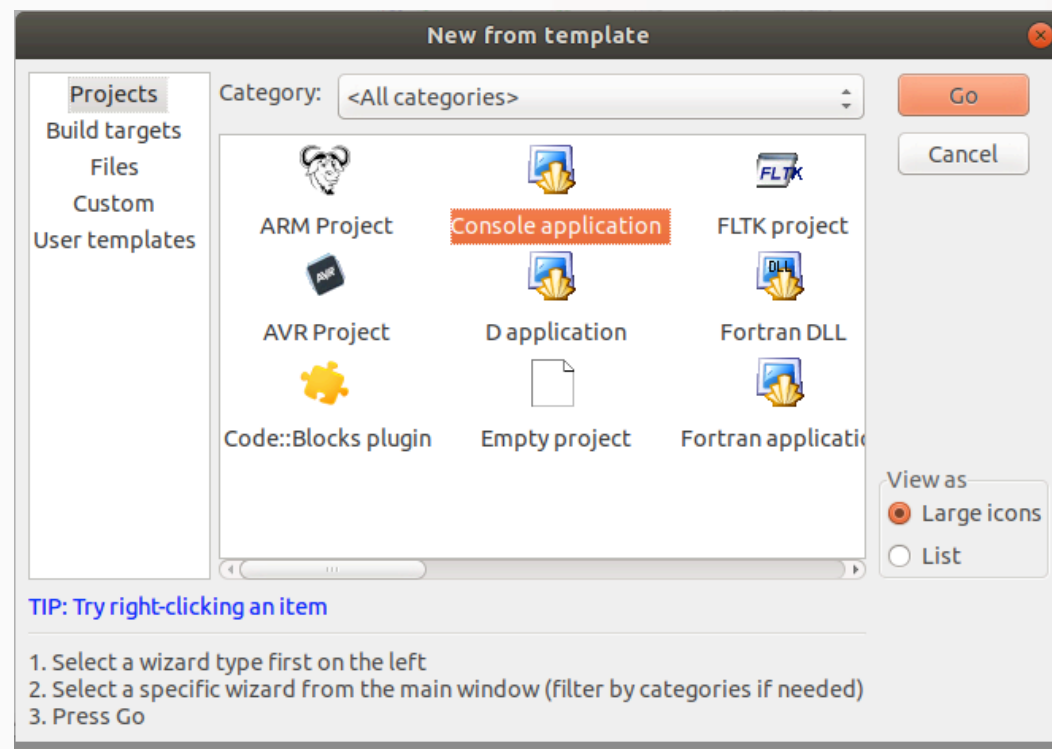 New from template
Projects
Build targets
Files
Custom
User templates
Category:
<All categories>
Go
Cancel
FLTK
ARM Project
Console application
FLTK project
AVR
DLL
AVR Project
D application
Fortran DLL
Code::Blocks plugin
Empty project
Fortran applicatic
View as
Large icons
List
TIP: Try right-clicking an item
1. Select a wizard type first on the left
2. Select a specific wizard from the main window (filter by categories if needed)
3. Press Go